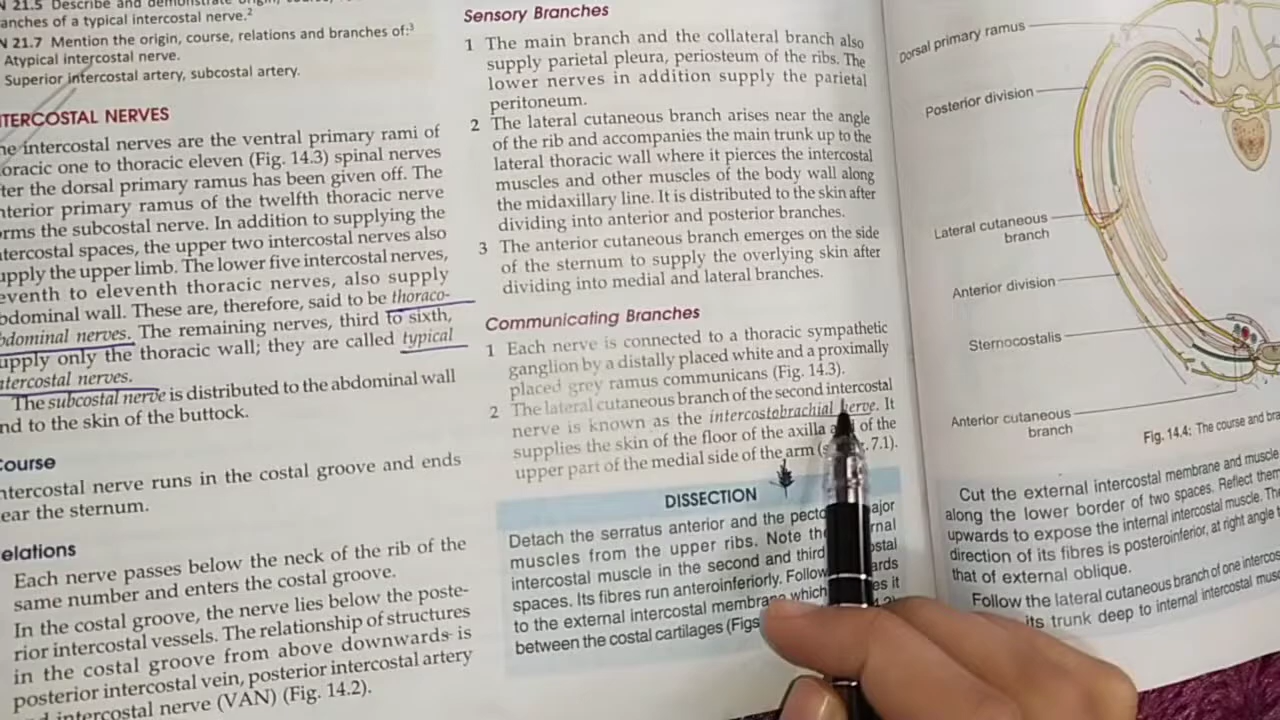 N 21.5 Describe and demonstrate origin,
anches of a typical intercostal nerve.²
N 21.7 Mention the origin, course, relations and branches of:³
Atypical intercostal nerve.
Superior intercostal artery, subcostal artery.
TERCOSTAL NERVES
he intercostal nerves are the ventral primary rami of
oracic one to thoracic eleven (Fig. 14.3) spinal nerves
ter the dorsal primary ramus has been given off. The
nterior primary ramus of the twelfth thoracic nerve
rms the subcostal nerve. In addition to supplying the
tercostal spaces, the upper two intercostal nerves also
upply the upper limb. The lower five intercostal nerves,
eventh to eleventh thoracic nerves, also supply
bdominal wall. These are, therefore, said to be thoraco-
bdominal nerves. The remaining nerves, third to sixth,
upply only the thoracic wall; they are called typical
tercostal nerves.
The subcostal nerve is distributed to the abdominal wall
nd to the skin of the buttock.
Course
ntercostal nerve runs in the costal groove and ends
ear the sternum.
elations
Each nerve passes below the neck of the rib of the
same number and enters the costal groove.
In the costal groove, the nerve lies below the poste-
rior intercostal vessels. The relationship of structures
in the costal groove from above downwards is
posterior intercostal vein, posterior intercostal artery
intercostal nerve (VAN) (Fig. 14.2).
Sensory Branches
1 The main branch and the collateral branch also
supply parietal pleura, periosteum of the ribs. The
lower nerves in addition supply the parietal
peritoneum.
2 The lateral cutaneous branch arises near the angle
of the rib and accompanies the main trunk up to the
lateral thoracic wall where it pierces the intercostal
muscles and other muscles of the body wall along
the midaxillary line. It is distributed to the skin after
dividing into anterior and posterior branches.
3 The anterior cutaneous branch emerges on the side
of the sternum to supply the overlying skin after
dividing into medial and lateral branches.
Communicating Branches
1 Each nerve is connected to a thoracic sympathetic
ganglion by a distally placed white and a proximally
placed grey ramus communicans (Fig. 14.3).
2 The lateral cutaneous branch of the second intercostal
nerve is known as the intercostobrachial nerve. It
supplies the skin of the floor of the axilla of the
upper part of the medial side of the arm 7.1).
DISSECTION
Detach the serratus anterior and the pecto ajor
muscles from the upper ribs. Note the rnal
intercostal muscle in the second and third ostal
spaces. Its fibres run anteroinferiorly. Follow ards
to the external intercostal membrane which es it
between the costal cartilages (Figs
Dorsal primary ramus
Posterior division
Lateral cutaneous
branch
Anterior division
Sternocostalis
Anterior cutaneous
branch
Fig. 14.4: The course and bra
Cut the external intercostal membrane and muscle
along the lower border of two spaces. Reflect them
upwards to expose the internal intercostal muscle. The
direction of its fibres is posteroinferior, at right angle t
that of external oblique.
Follow the lateral cutaneous branch of one intercos
its trunk deep to internal intercostal musc